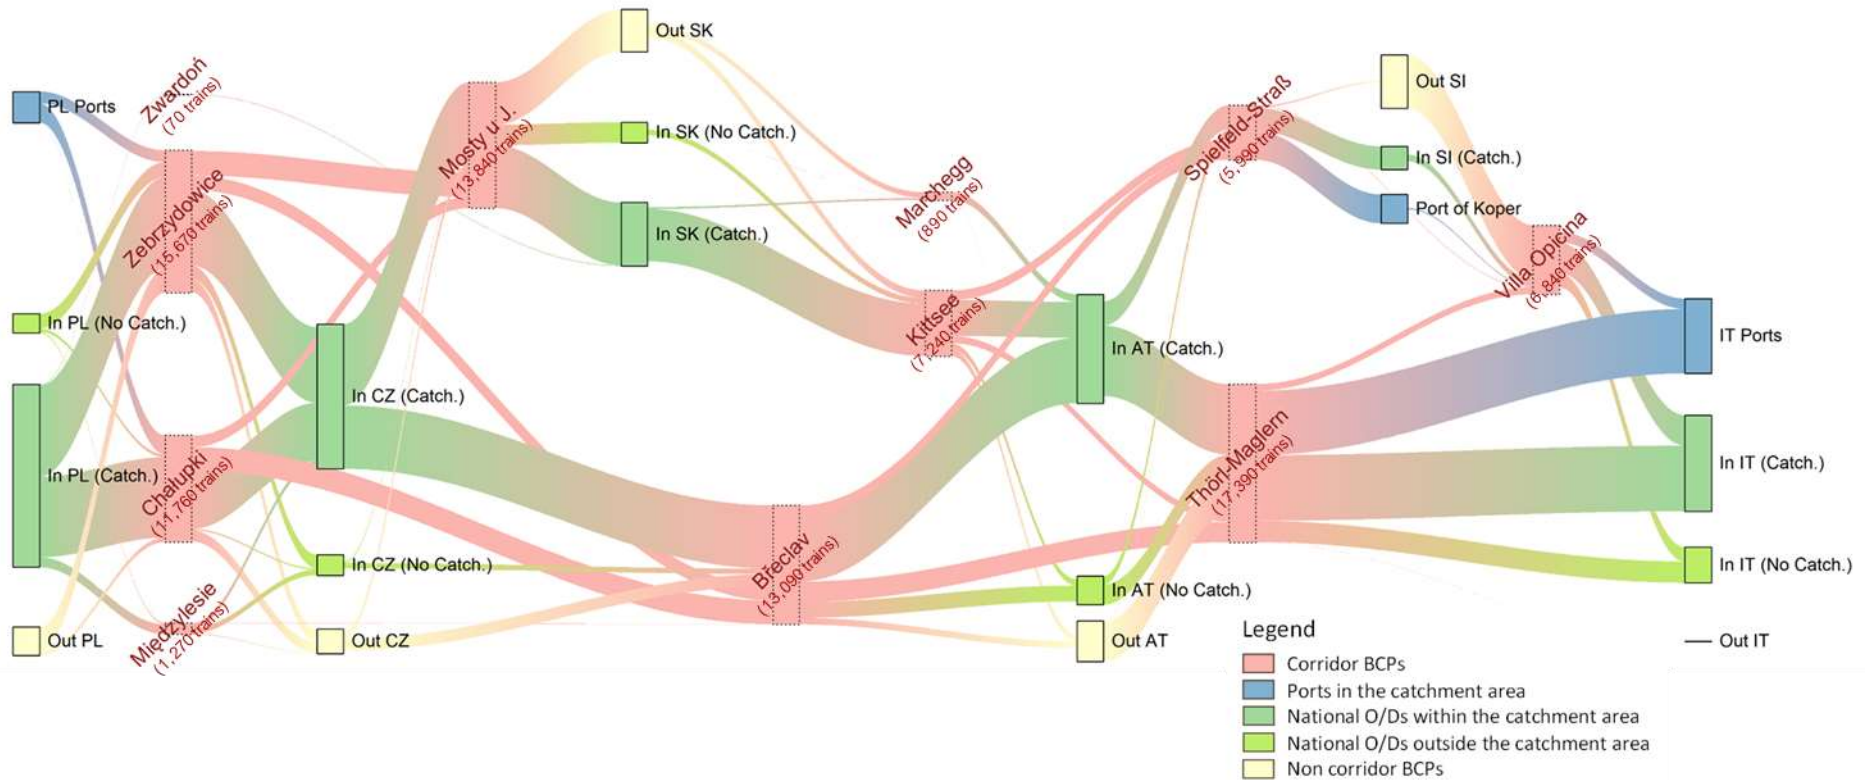 Out SK
Out SI
PL Ports
Zwardoń
(70 trains)
Mosty u J.
(13,840 trains)
In SK (No Catch.)
Spielfeld-Straß
(5,990 trains)
In SI (Catch.)
Zebrzydowice
(15,670 trains)
Marchegg
(890 trains)
Port of Koper
In SK (Catch.)
Villa Opicina
(6,840 trains)
In PL (No Catch.)
Kittsee
(7,240 trains)
In AT (Catch.)
IT Ports
In CZ (Catch.)
In PL (Catch.)
Chałupki
(11,760 trains)
Thörl-Maglern
(17,390 trains)
In IT (Catch.)
In CZ (No Catch.)
Břeclav
(13,090 trains)
In AT (No Catch.)
In IT (No Catch.)
Out PL
Międzylesie
(1,270 trains)
Out CZ
Out AT
Out IT
Legend
Corridor BCPs
Ports in the catchment area
National O/Ds within the catchment area
National O/Ds outside the catchment area
Non corridor BCPs